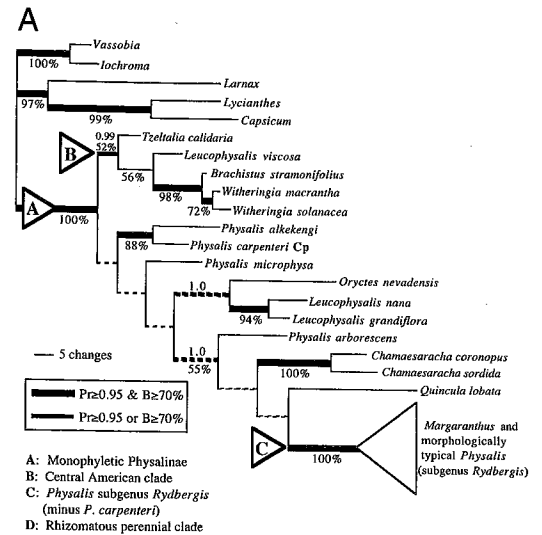 A
Vassobia
100%
Iochroma
Larnax
97%
Lycianthes
99%
Capsicum
0.99
Tzeltalia calidaria
52%
B
Leucophysalis viscosa
56%
Brachistus stramonifolius
98%
Witheringia macrantha
72%
Witheringia solanacea
A
100%
Physalis alkekengi
88%
Physalis carpenteri Cp
Physalis microphysa
Oryctes nevadensis
1.0
Leucophysalis nana
94%
Leucophysalis grandiflora
Physalis arborescens
1.0
55%
Chamaesaracha coronopus
100%
Chamaesaracha sordida
5 changes
Quincula lobata
Pr≥0.95 & B≥70%
Pr≥0.95 or B≥70%
C
100%
Margaranthus and
morphologically
typical Physalis
(subgenus Rydbergis)
A: Monophyletic Physalinae
B: Central American clade
C: Physalis subgenus Rydbergis
(minus P. carpenteri)
D: Rhizomatous perennial clade